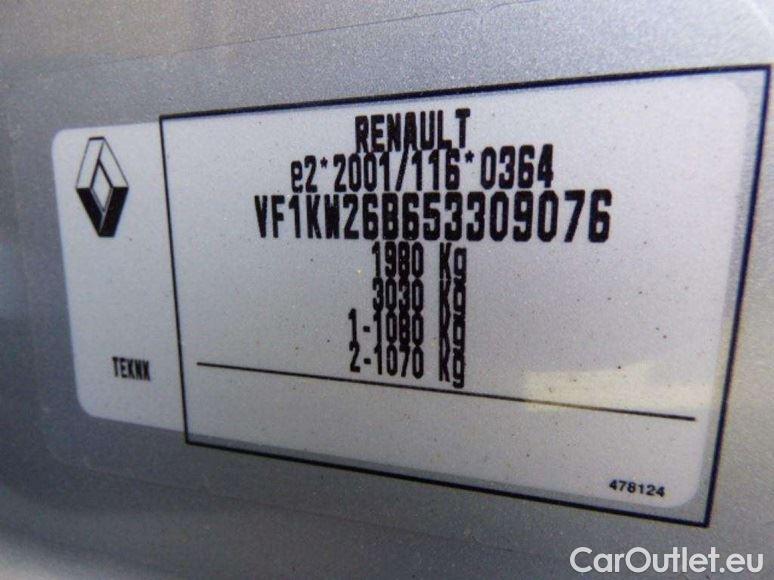 RENAULT
e2*2001/116*0364
VF1KW26B653309076
1980 Kg
3030 Kg
1-1080 Kg
2-1070 Kg
TEKNX
478124
CarOutlet.eu